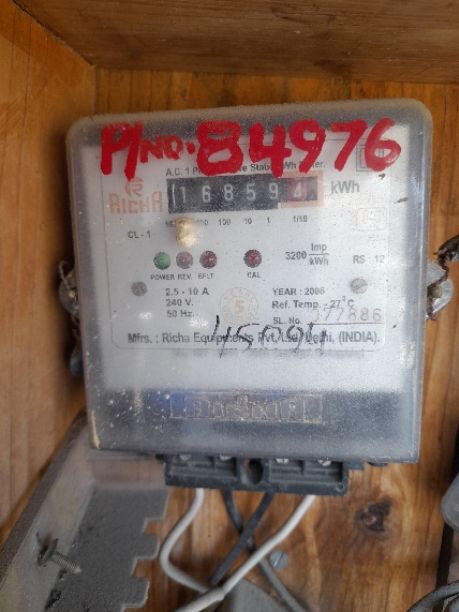 P/NO. 84976
RICHA
168594 kWh
100 10 1 1/10
CL - 1
3200 Imp/kWh
RS 12
POWER REV. EFLT CAL
2.5 - 10 A
240 V.
50 Hz.
YEAR : 2006
Ref. Temp. 27°C
SL. No.
45094
Mfrs. : Richa Equipments Pvt. Ltd. Delhi, (INDIA).